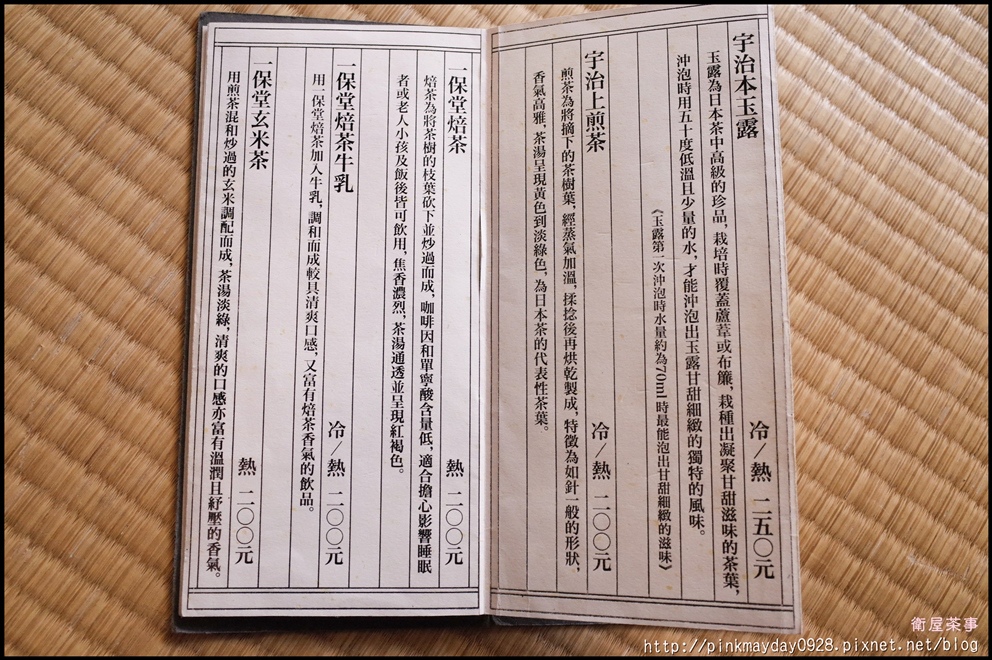 宇治本玉露
冷/熱 二五〇元
玉露為日本茶中高級的珍品，栽培時覆蓋蘆葦或布簾，栽種出凝聚甘甜滋味的茶葉，
沖泡時用五十度低溫且少量的水，才能沖泡出玉露甘甜細緻的獨特的風味。
《玉露第一次沖泡時水量約為70ml時最能泡出甘甜細緻的滋味》
宇治上煎茶
冷/熱 二〇〇元
煎茶為將摘下的茶樹葉，經蒸氣加溫，揉捻後再烘乾製成，特徵為如針一般的形狀，
香氣高雅，茶湯呈現黃色到淡綠色，為日本茶的代表性茶葉。
一保堂焙茶
熱 二〇〇元
焙茶為將茶樹的枝葉砍下並炒過而成，咖啡因和單寧酸含量低，適合擔心影響睡眠
者或老人小孩及飯後皆可飲用，焦香濃烈，茶湯通透並呈現紅褐色。
一保堂焙茶牛乳
冷/熱 二〇〇元
用一保堂焙茶加入牛乳，調和而成較具清爽口感，又富有焙茶香氣的飲品。
一保堂玄米茶
熱 二〇〇元
用煎茶混和炒過的玄米調配而成，茶湯淡綠，清爽的口感亦富有溫潤且紓壓的香氣。
衛屋茶事
http://pinkmayday0928.pixnet.net/blog